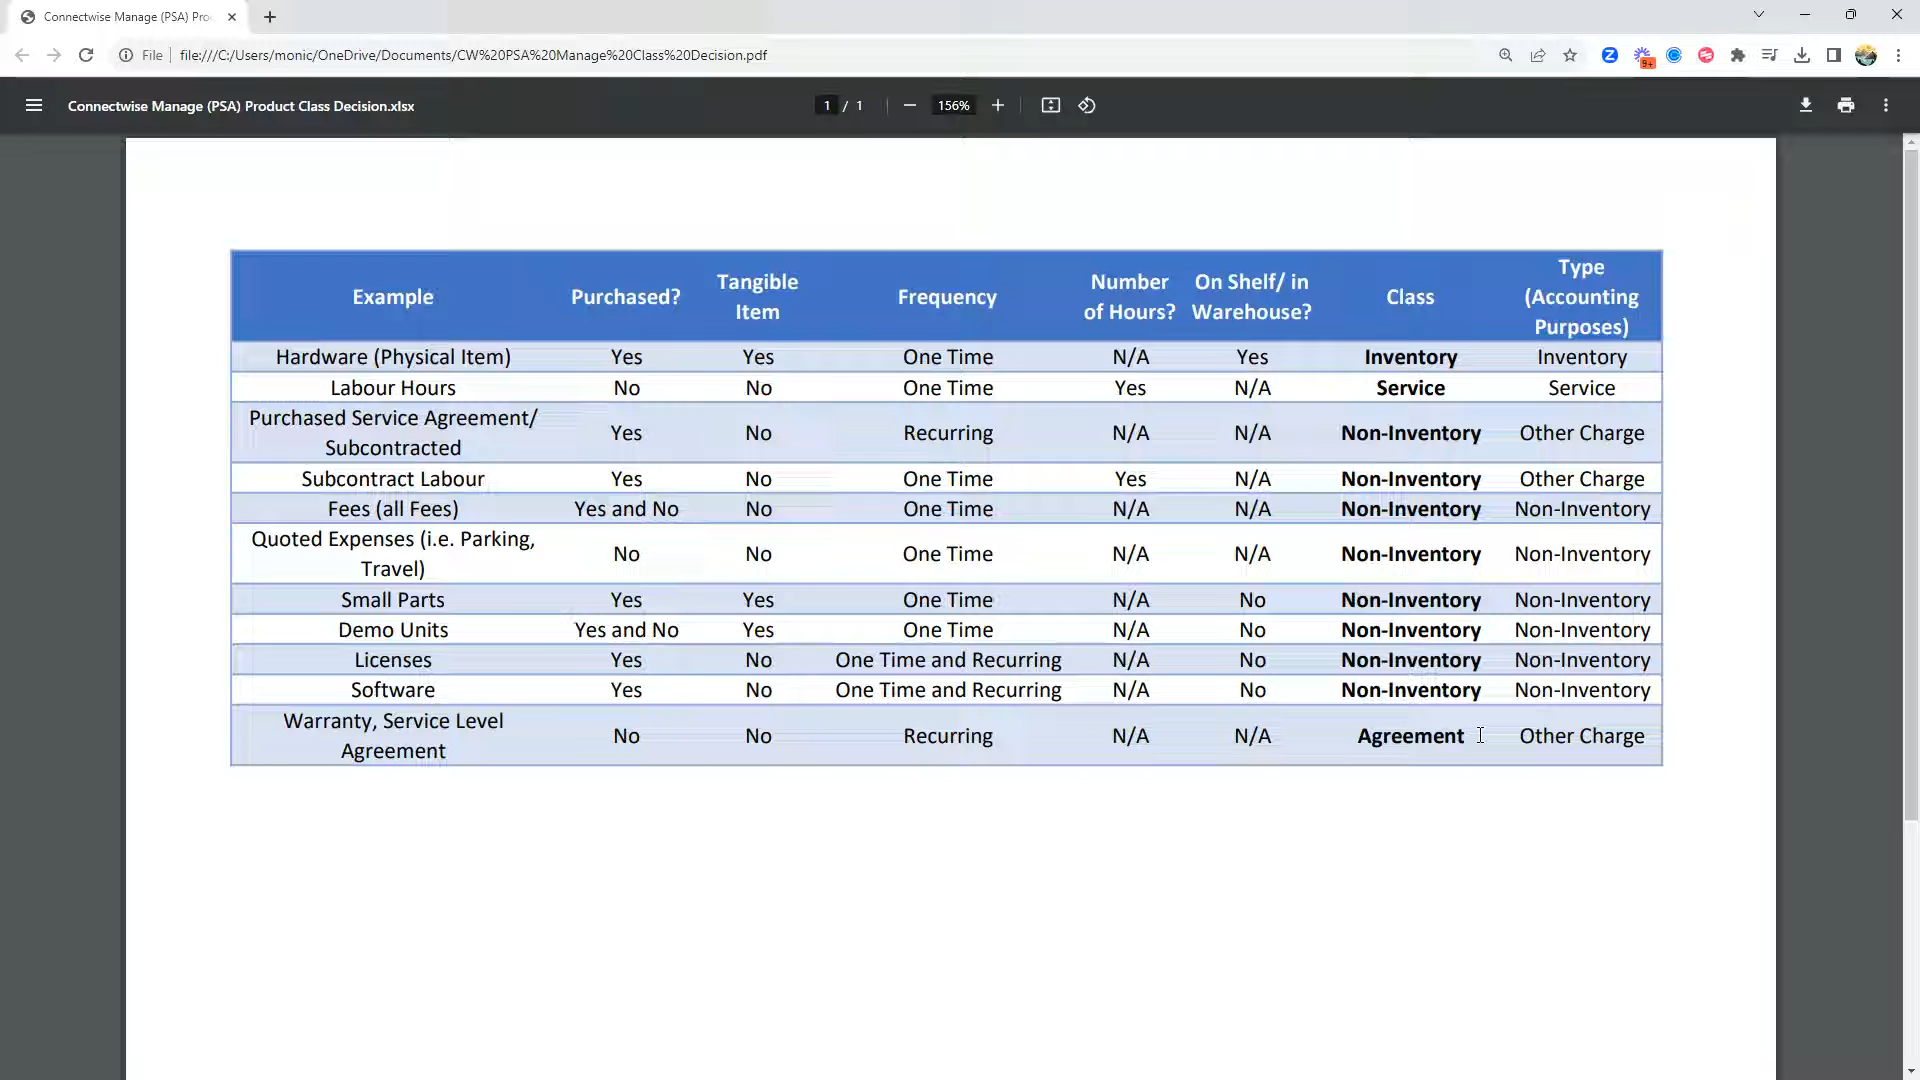 Connectwise Manage (PSA) Pro
File file:///C:/Users/monic/OneDrive/Documents/CW%20PSA%20Manage%20Class%20Decision.pdf
9+
Connectwise Manage (PSA) Product Class Decision.xlsx 1 / 1 156%
Example Purchased? Tangible Item Frequency Number of Hours? On Shelf/ in Warehouse? Class Type (Accounting Purposes)
Hardware (Physical Item) Yes Yes One Time N/A Yes Inventory Inventory
Labour Hours No No One Time Yes N/A Service Service
Purchased Service Agreement/ Subcontracted Yes No Recurring N/A N/A Non-Inventory Other Charge
Subcontract Labour Yes No One Time Yes N/A Non-Inventory Other Charge
Fees (all Fees) Yes and No No One Time N/A N/A Non-Inventory Non-Inventory
Quoted Expenses (i.e. Parking, Travel) No No One Time N/A N/A Non-Inventory Non-Inventory
Small Parts Yes Yes One Time N/A No Non-Inventory Non-Inventory
Demo Units Yes and No Yes One Time N/A No Non-Inventory Non-Inventory
Licenses Yes No One Time and Recurring N/A No Non-Inventory Non-Inventory
Software Yes No One Time and Recurring N/A No Non-Inventory Non-Inventory
Warranty, Service Level Agreement No No Recurring N/A N/A Agreement Other Charge